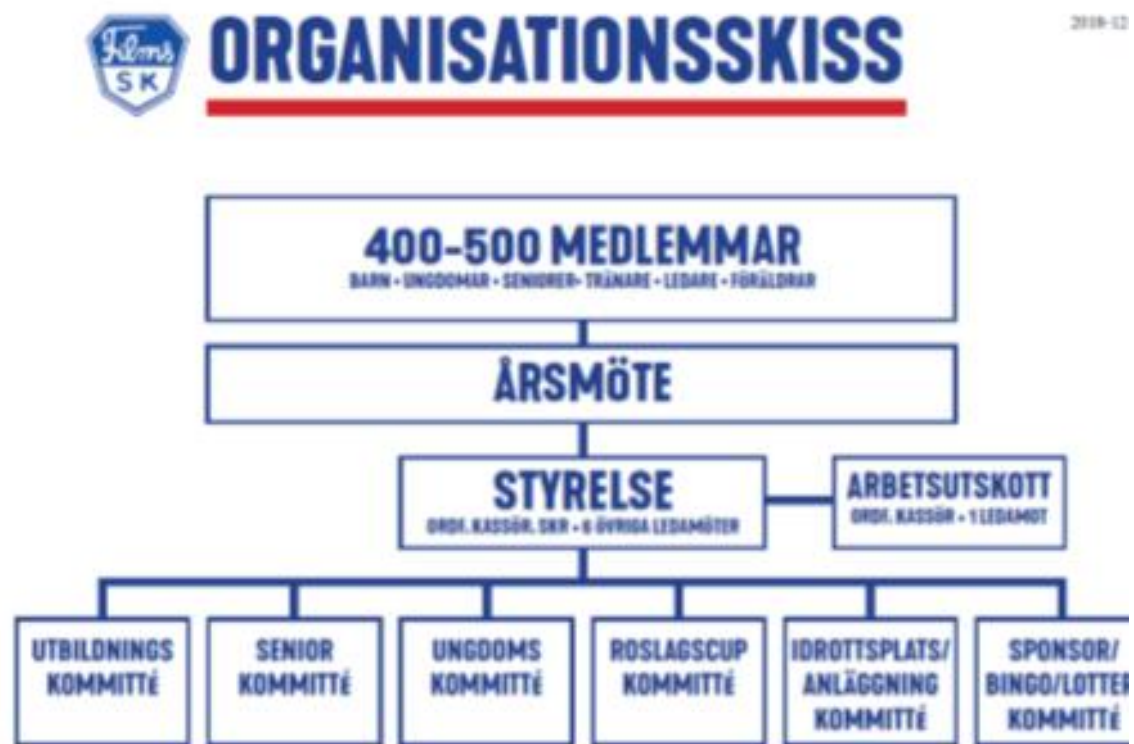 Films
SK
ORGANISATIONSSKISS
2018-12
400-500 MEDLEMMAR
BARN - UNGDOMAR - SENIORER- TRÄNARE - LEDARE - FÖRÄLDRAR
ÅRSMÖTE
STYRELSE
ORDF. KASSÖR. SKR + 6 ÖVRIGA LEDAMÖTER
ARBETSUTSKOTT
ORDF. KASSÖR + 1 LEDAMOT
UTBILDNINGS
KOMMITTé
SENIOR
KOMMITTé
UNGDOMS
KOMMITTé
ROSLAGSCUP
KOMMITTé
IDROTTSPLATS/
ANLÄGGNING
KOMMITTé
SPONSOR/
BINGO/LOTTER
KOMMITTé